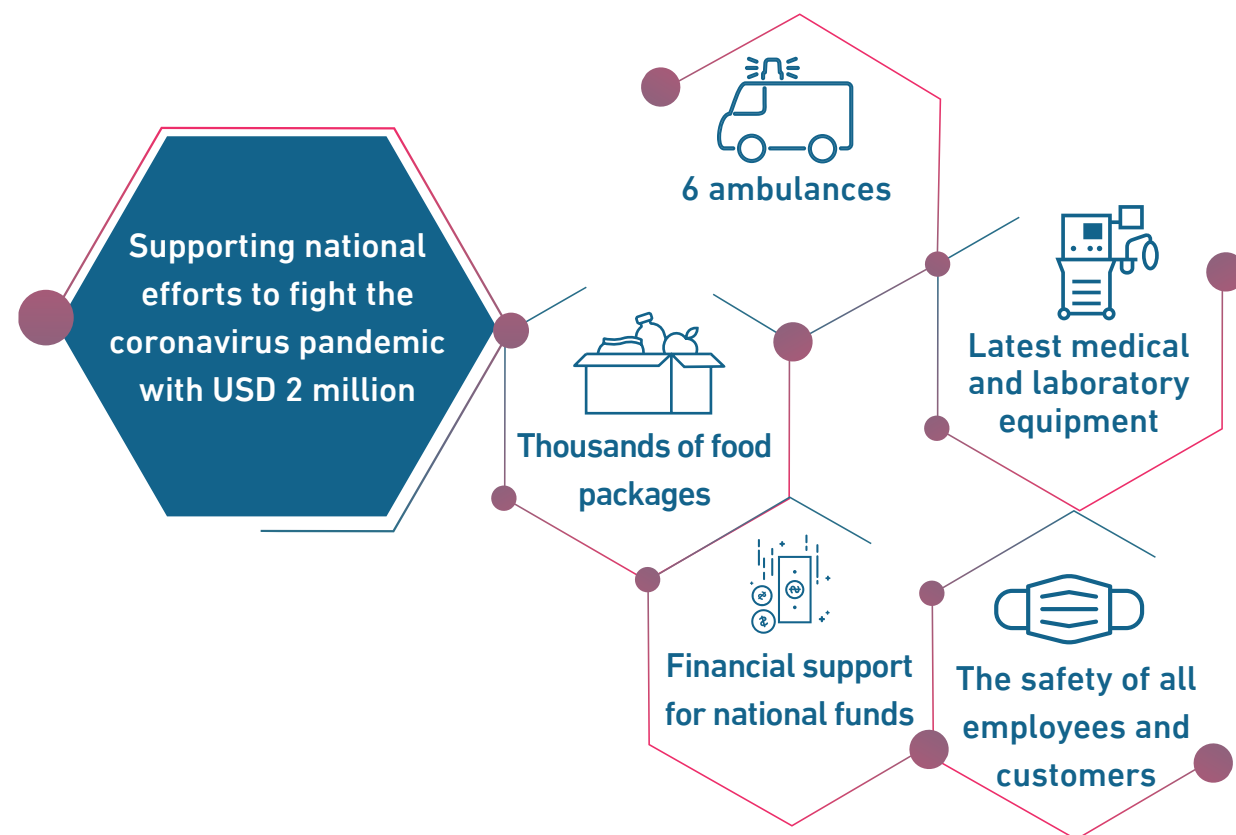 Supporting national
efforts to fight the
coronavirus pandemic
with USD 2 million
6 ambulances
Thousands of food
packages
Latest medical
and laboratory
equipment
Financial support
for national funds
The safety of all
employees and
customers